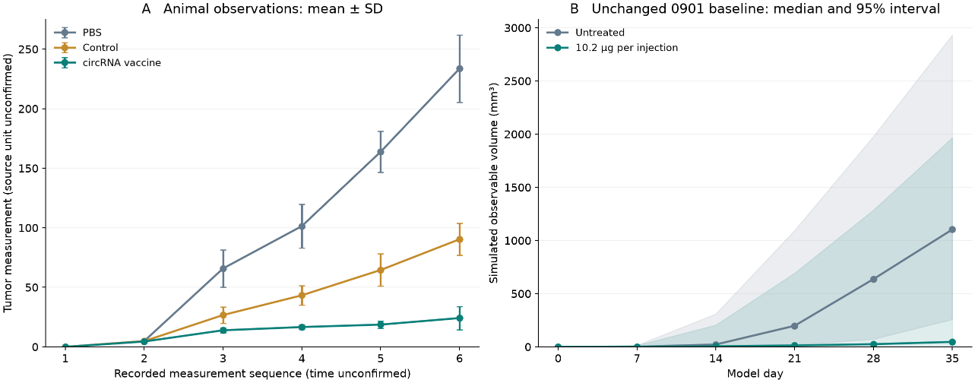 A Animal observations: mean ± SD
PBS
Control
circRNA vaccine
Tumor measurement (source unit unconfirmed)
250
200
150
100
50
0
1 2 3 4 5 6
Recorded measurement sequence (time unconfirmed)
B Unchanged 0901 baseline: median and 95% interval
Untreated
10.2 µg per injection
Simulated observable volume (mm³)
3000
2500
2000
1500
1000
500
0
0 7 14 21 28 35
Model day